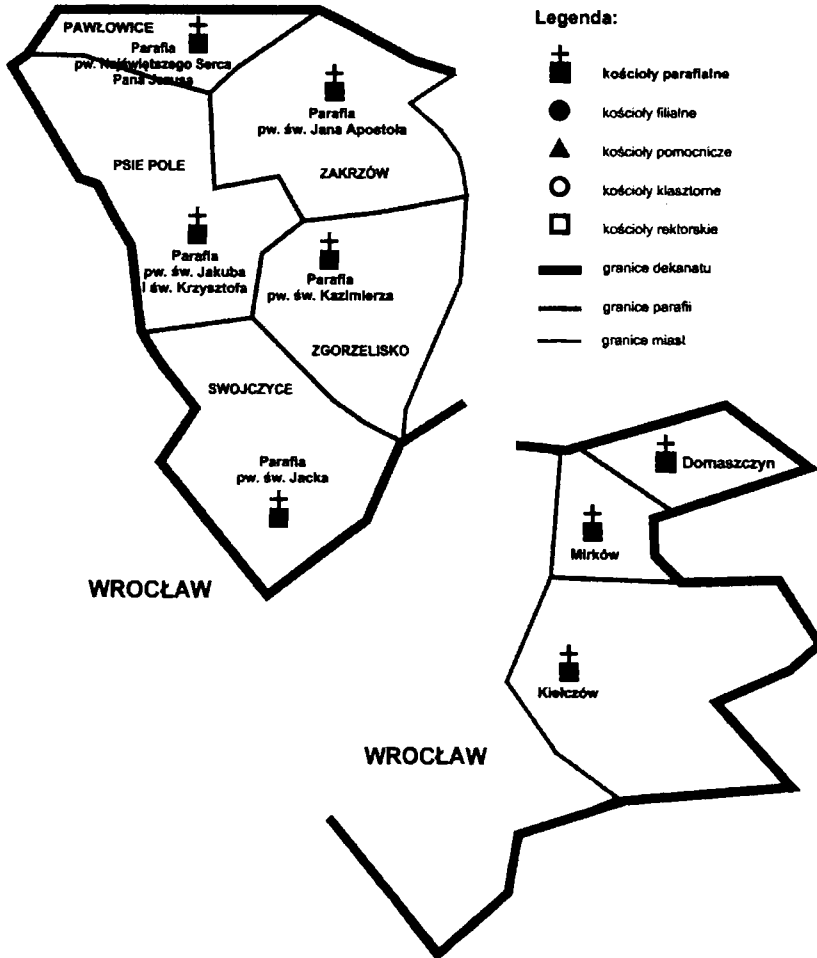 PAWŁOWICE
Parafia
pw. Najświętszego Serca
Pana Jezusa
Parafia
pw. św. Jana Apostoła
PSIE POLE
ZAKRZÓW
Parafia
pw. św. Jakuba
i św. Krzysztofa
Parafia
pw. św. Kazimierza
ZGORZELISKO
SWOJCZYCE
Parafia
pw. św. Jacka
WROCŁAW
Legenda:
kościoły parafialne
kościoły filialne
kościoły pomocnicze
kościoły klasztorne
kościoły rektorskie
granice dekanatu
granice parafii
granice miast
Domaszczyn
Mirków
Kiełczów
WROCŁAW